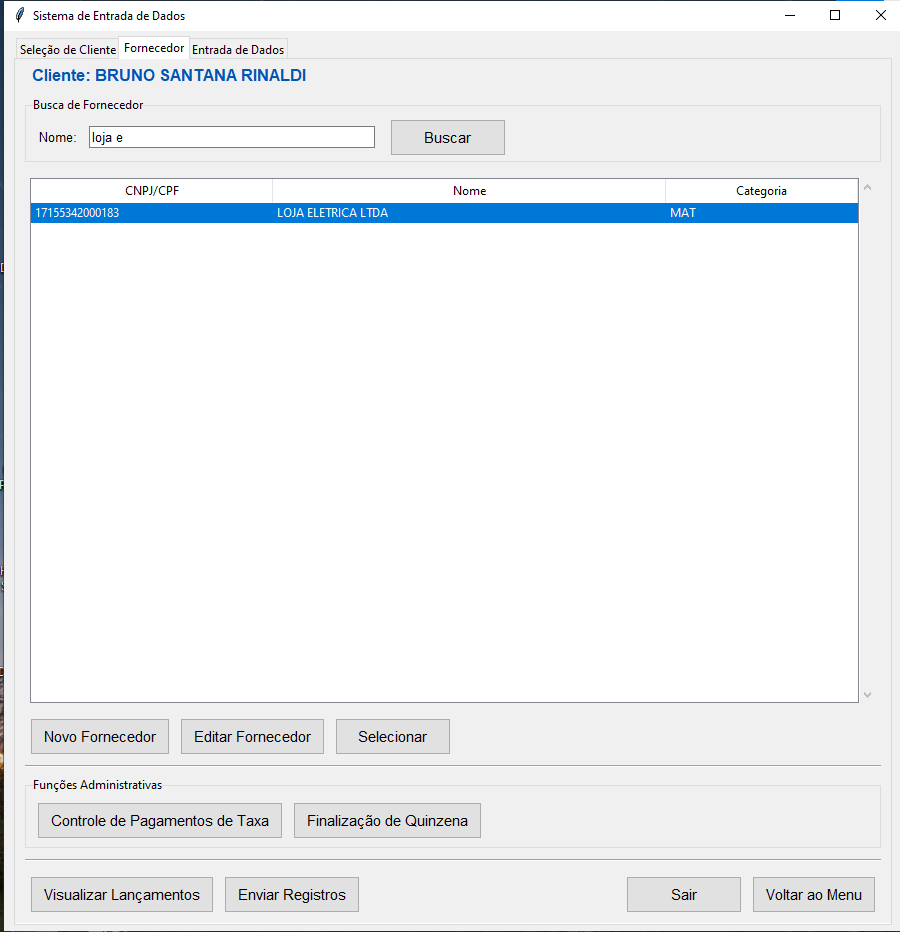 Sistema de Entrada de Dados
Seleção de Cliente Fornecedor Entrada de Dados
Cliente: BRUNO SANTANA RINALDI
Busca de Fornecedor
Nome: loja e Buscar
CNPJ/CPF Nome Categoria
17155342000183 LOJA ELETRICA LTDA MAT
Novo Fornecedor Editar Fornecedor Selecionar
Funções Administrativas
Controle de Pagamentos de Taxa Finalização de Quinzena
Visualizar Lançamentos Enviar Registros Sair Voltar ao Menu